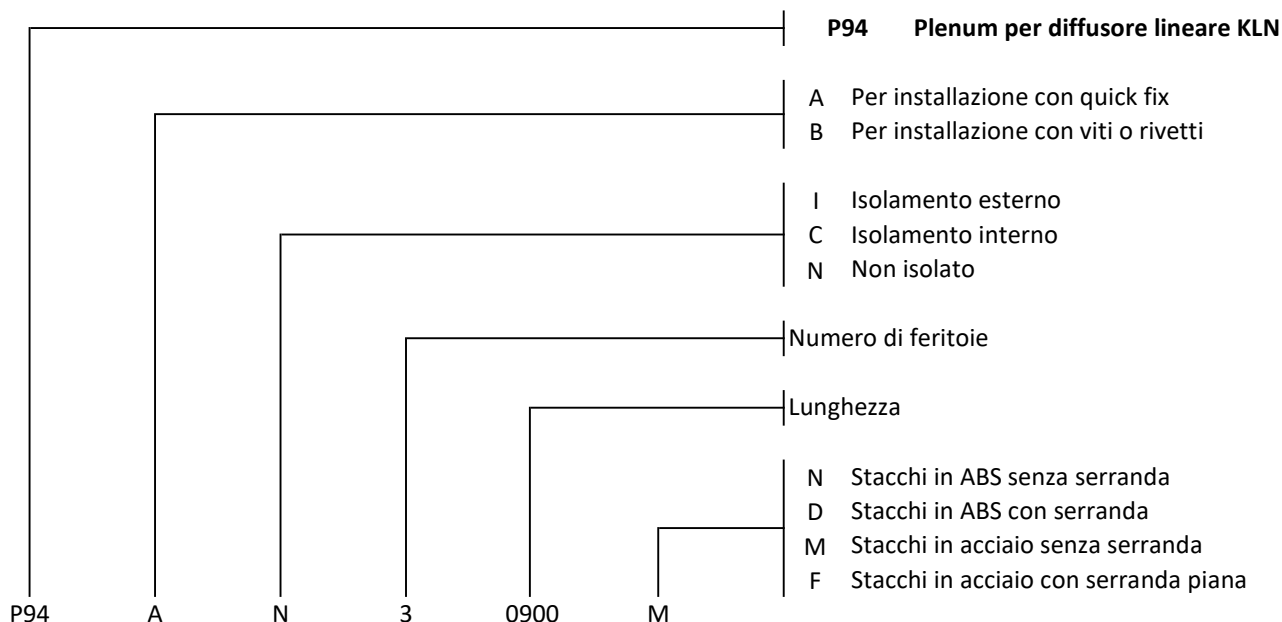 P94 Plenum per diffusore lineare KLN
A Per installazione con quick fix
B Per installazione con viti o rivetti
I Isolamento esterno
C Isolamento interno
N Non isolato
Numero di feritoie
Lunghezza
N Stacchi in ABS senza serranda
D Stacchi in ABS con serranda
M Stacchi in acciaio senza serranda
F Stacchi in acciaio con serranda piana
P94 A N 3 0900 M